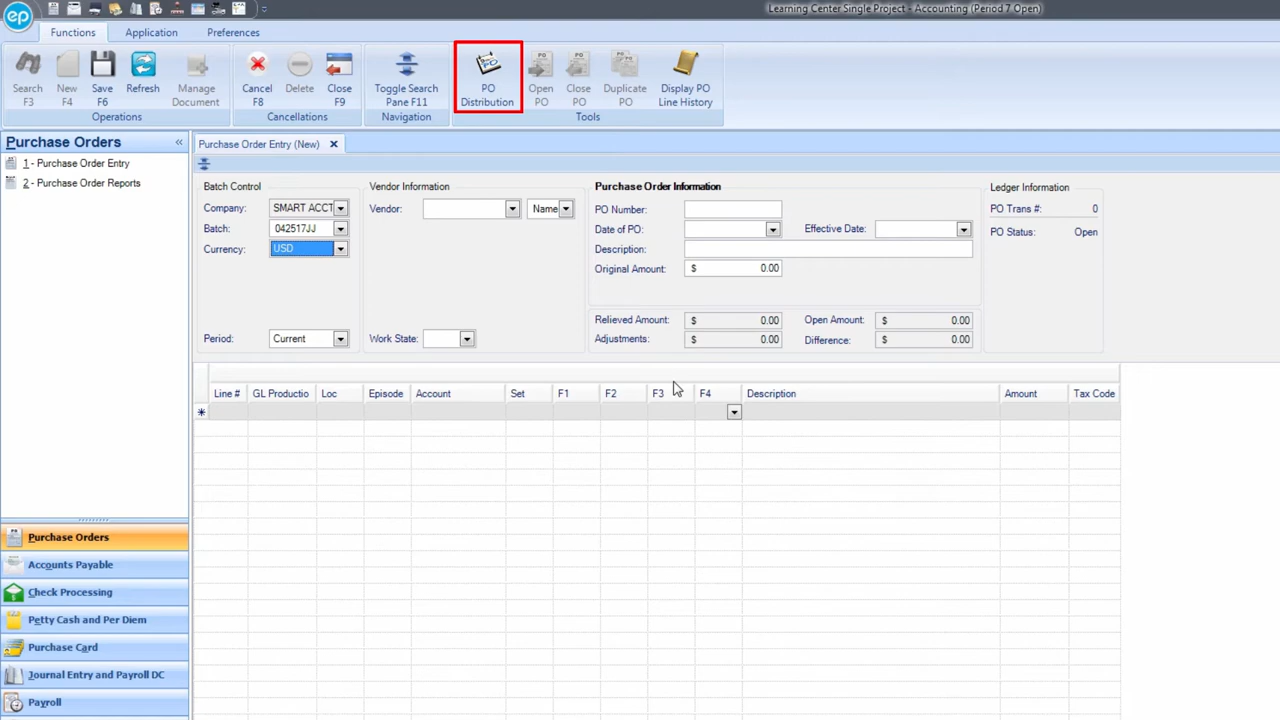 Learning Center Single Project - Accounting (Period 7 Open)
ep
Functions Application Preferences
Search F3
New F4
Save F6
Refresh
Manage Document
Operations
Cancel F8
Delete
Close F9
Cancellations
Toggle Search Pane F11
Navigation
PO Distribution
Open PO
Close PO
Duplicate PO
Display PO Line History
Tools
Purchase Orders «
1 - Purchase Order Entry
2 - Purchase Order Reports
Purchase Order Entry (New)
Batch Control
Company: SMART ACCT
Batch: 042517JJ
Currency: USD
Period: Current
Vendor Information
Vendor: Name
Work State:
Purchase Order Information
PO Number:
Date of PO: Effective Date:
Description:
Original Amount: $ 0.00
Relieved Amount: $ 0.00 Open Amount: $ 0.00
Adjustments: $ 0.00 Difference: $ 0.00
Ledger Information
PO Trans #: 0
PO Status: Open
Line # GL Productio Loc Episode Account Set F1 F2 F3 F4 Description Amount Tax Code
Purchase Orders
Accounts Payable
Check Processing
Petty Cash and Per Diem
Purchase Card
Journal Entry and Payroll DC
Payroll